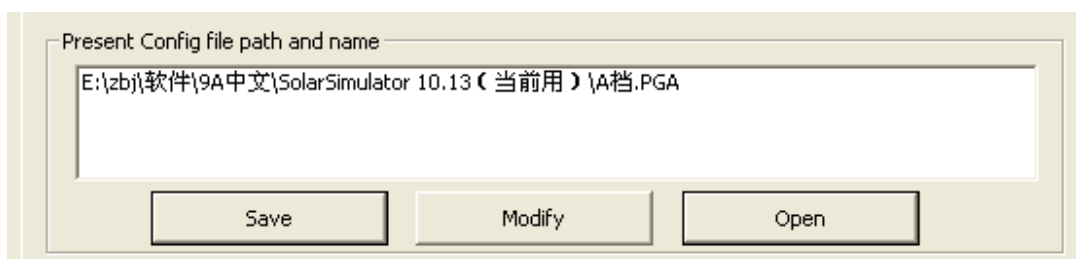 Present Config file path and name
E:\zbj\软件\9A中文\SolarSimulator 10.13（当前用）\A档.PGA
Save
Modify
Open